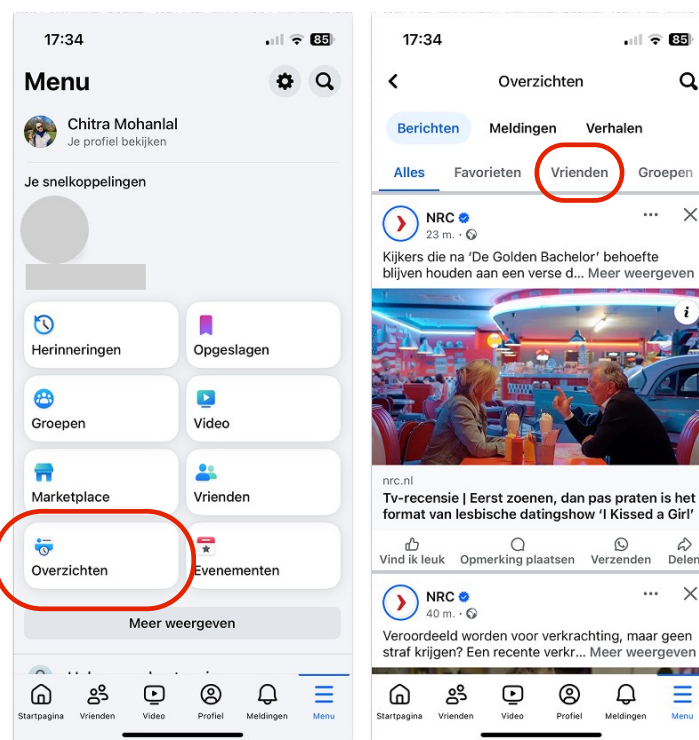 17:34
85
Menu
Chitra Mohanlal
Je profiel bekijken
Je snelkoppelingen
Herinneringen
Opgeslagen
Groepen
Video
Marketplace
Vrienden
Overzichten
Evenementen
Meer weergeven
Startpagina
Vrienden
Video
Profiel
Meldingen
Menu
17:34
85
Overzichten
Berichten Meldingen Verhalen
Alles Favorieten Vrienden Groepen
NRC
23 m. ·
Kijkers die na ‘De Golden Bachelor’ behoefte
blijven houden aan een verse d... Meer weergeven
nrc.nl
Tv-recensie | Eerst zoenen, dan pas praten is het
format van lesbische datingshow ‘I Kissed a Girl’
Vind ik leuk Opmerking plaatsen Verzenden Delen
NRC
40 m. ·
Veroordeeld worden voor verkrachting, maar geen
straf krijgen? Een recente verkr... Meer weergeven
Startpagina
Vrienden
Video
Profiel
Meldingen
Menu